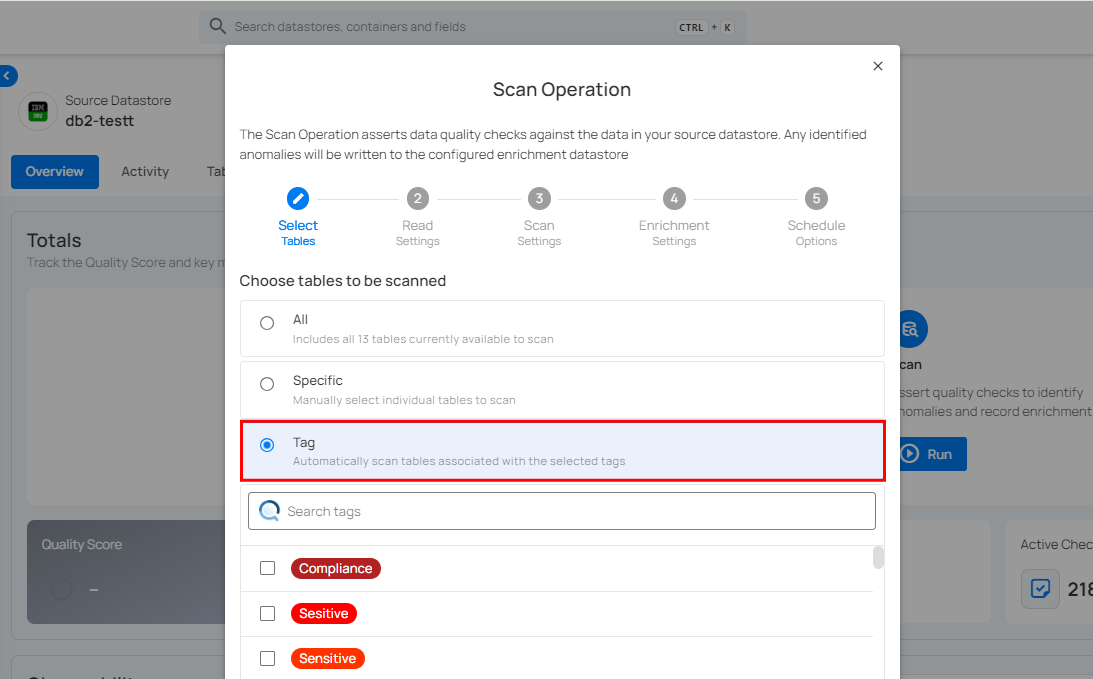 Search datastores, containers and fields CTRL + K
Scan Operation
Source Datastore
db2-testt
The Scan Operation asserts data quality checks against the data in your source datastore. Any identified
anomalies will be written to the configured enrichment datastore
Overview Activity
2 3 4 5
Select Read Scan Enrichment Schedule
Tables Settings Settings Settings Options
Totals
Track the Quality Score and key
Choose tables to be scanned
All
Includes all 13 tables currently available to scan
Specific
Manually select individual tables to scan
Tag
Automatically scan tables associated with the selected tags
Search tags
Compliance
Sesitive
Sensitive
can
ssert quality checks to identify
nomalies and record enrichment
Run
Quality Score
–
Active Chec
218